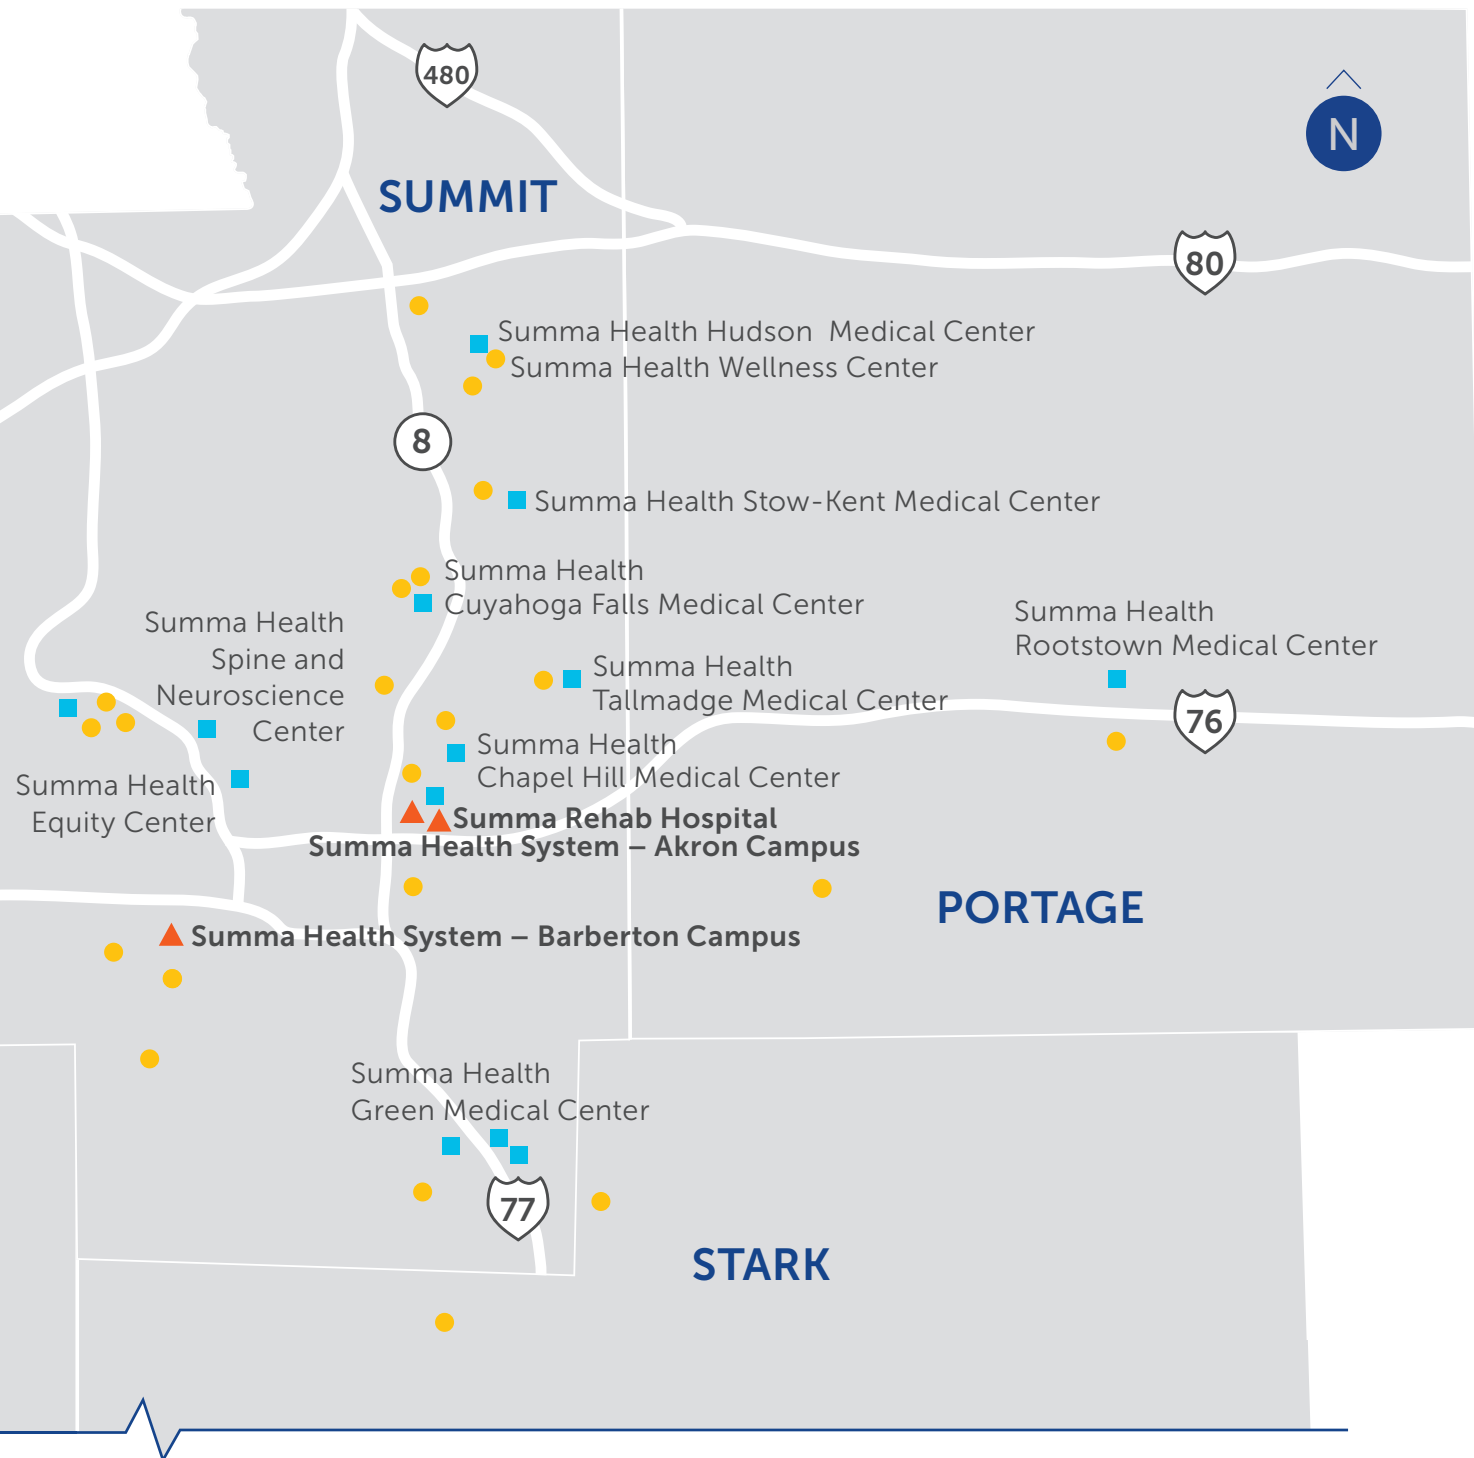 480
N
SUMMIT
80
Summa Health Hudson  Medical Center
Summa Health Wellness Center
8
Summa Health Stow-Kent Medical Center
Summa Health
Cuyahoga Falls Medical Center
Summa Health
Spine and
Neuroscience
Center
Summa Health
Rootstown Medical Center
Summa Health
Tallmadge Medical Center
76
Summa Health
Chapel Hill Medical Center
Summa Health
Equity Center
Summa Rehab Hospital
Summa Health System – Akron Campus
PORTAGE
Summa Health System – Barberton Campus
Summa Health
Green Medical Center
77
STARK